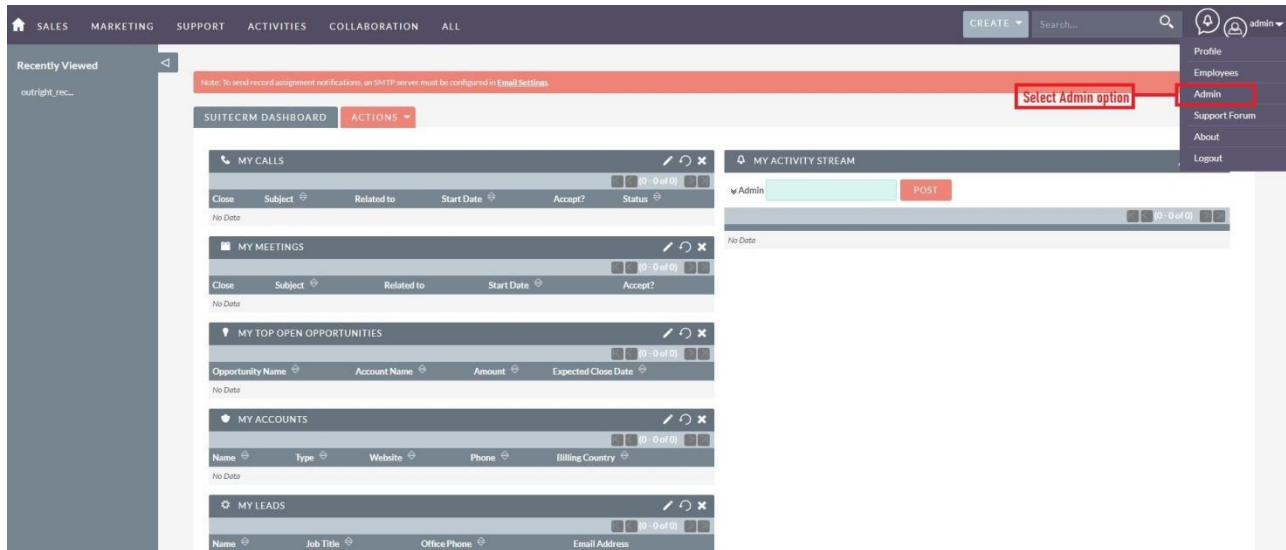 SALES MARKETING SUPPORT ACTIVITIES COLLABORATION ALL CREATE Search... admin
Recently Viewed
outright_rec...
Profile
Employees
Admin
Support Forum
About
Logout
Select Admin option
Note: To send record assignment notifications, an SMTP server must be configured in Email Settings.
SUITECRM DASHBOARD ACTIONS
MY CALLS
(0 - 0 of 0)
Close Subject Related to Start Date Accept? Status
No Data
MY MEETINGS
(0 - 0 of 0)
Close Subject Related to Start Date Accept?
No Data
MY TOP OPEN OPPORTUNITIES
(0 - 0 of 0)
Opportunity Name Account Name Amount Expected Close Date
No Data
MY ACCOUNTS
(0 - 0 of 0)
Name Type Website Phone Billing Country
No Data
MY LEADS
(0 - 0 of 0)
Name Job Title Office Phone Email Address
MY ACTIVITY STREAM
Admin POST
(0 - 0 of 0)
No Data